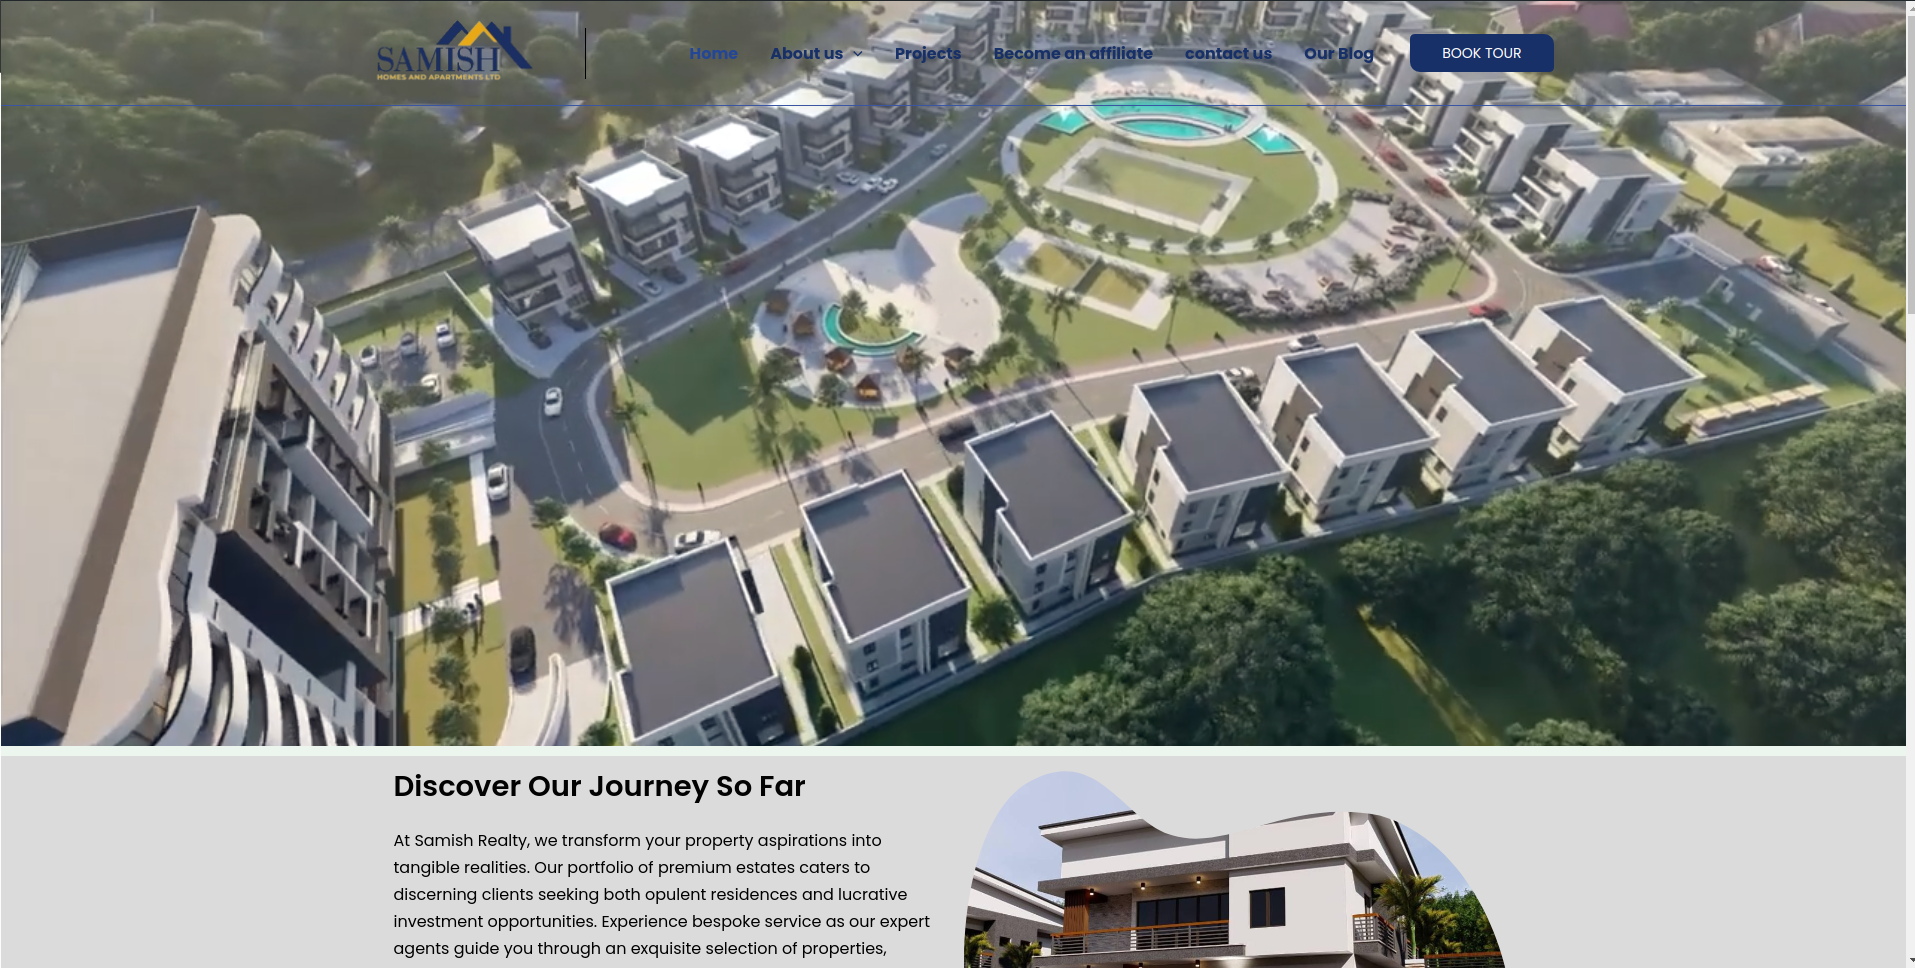 SAMISH
HOMES AND APARTMENTS LTD
Home
About us
Projects
Become an affiliate
contact us
Our Blog
BOOK TOUR
Discover Our Journey So Far
At Samish Realty, we transform your property aspirations into
tangible realities. Our portfolio of premium estates caters to
discerning clients seeking both opulent residences and lucrative
investment opportunities. Experience bespoke service as our expert
agents guide you through an exquisite selection of properties,